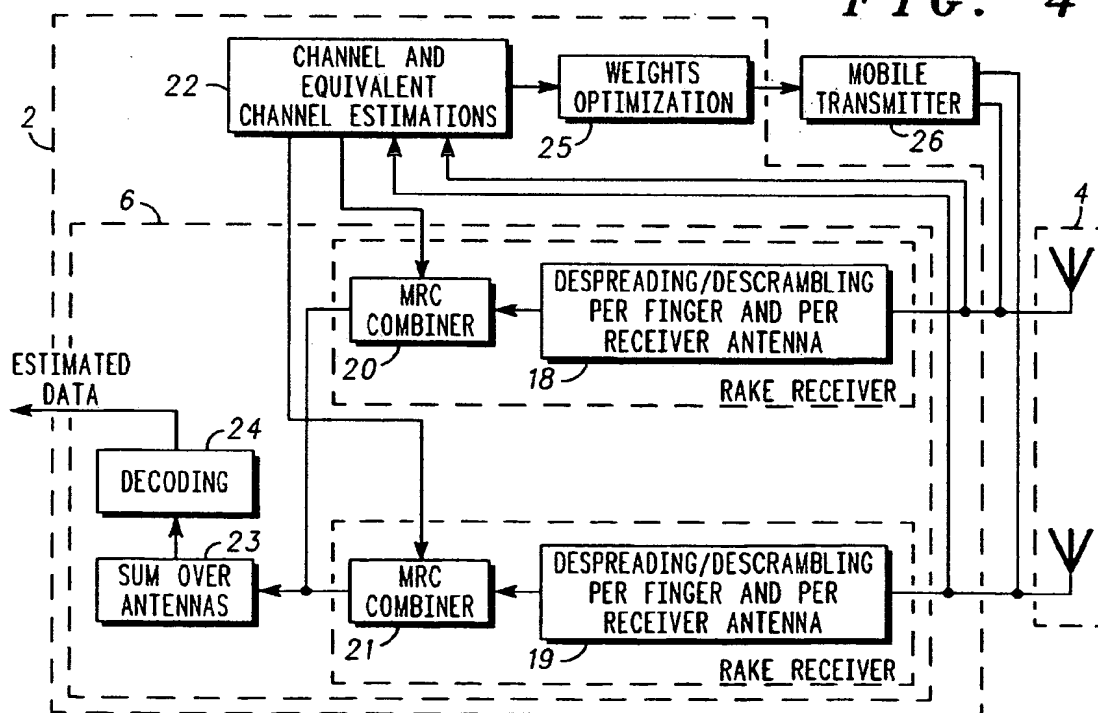 FIG. 4
CHANNEL AND
EQUIVALENT
CHANNEL ESTIMATIONS
22
WEIGHTS
OPTIMIZATION
25
MOBILE
TRANSMITTER
26
2
6
4
MRC
COMBINER
20
DESPREADING/DESCRAMBLING
PER FINGER AND PER
RECEIVER ANTENNA
18
RAKE RECEIVER
ESTIMATED
DATA
24
DECODING
23
SUM OVER
ANTENNAS
MRC
COMBINER
21
DESPREADING/DESCRAMBLING
PER FINGER AND PER
RECEIVER ANTENNA
19
RAKE RECEIVER